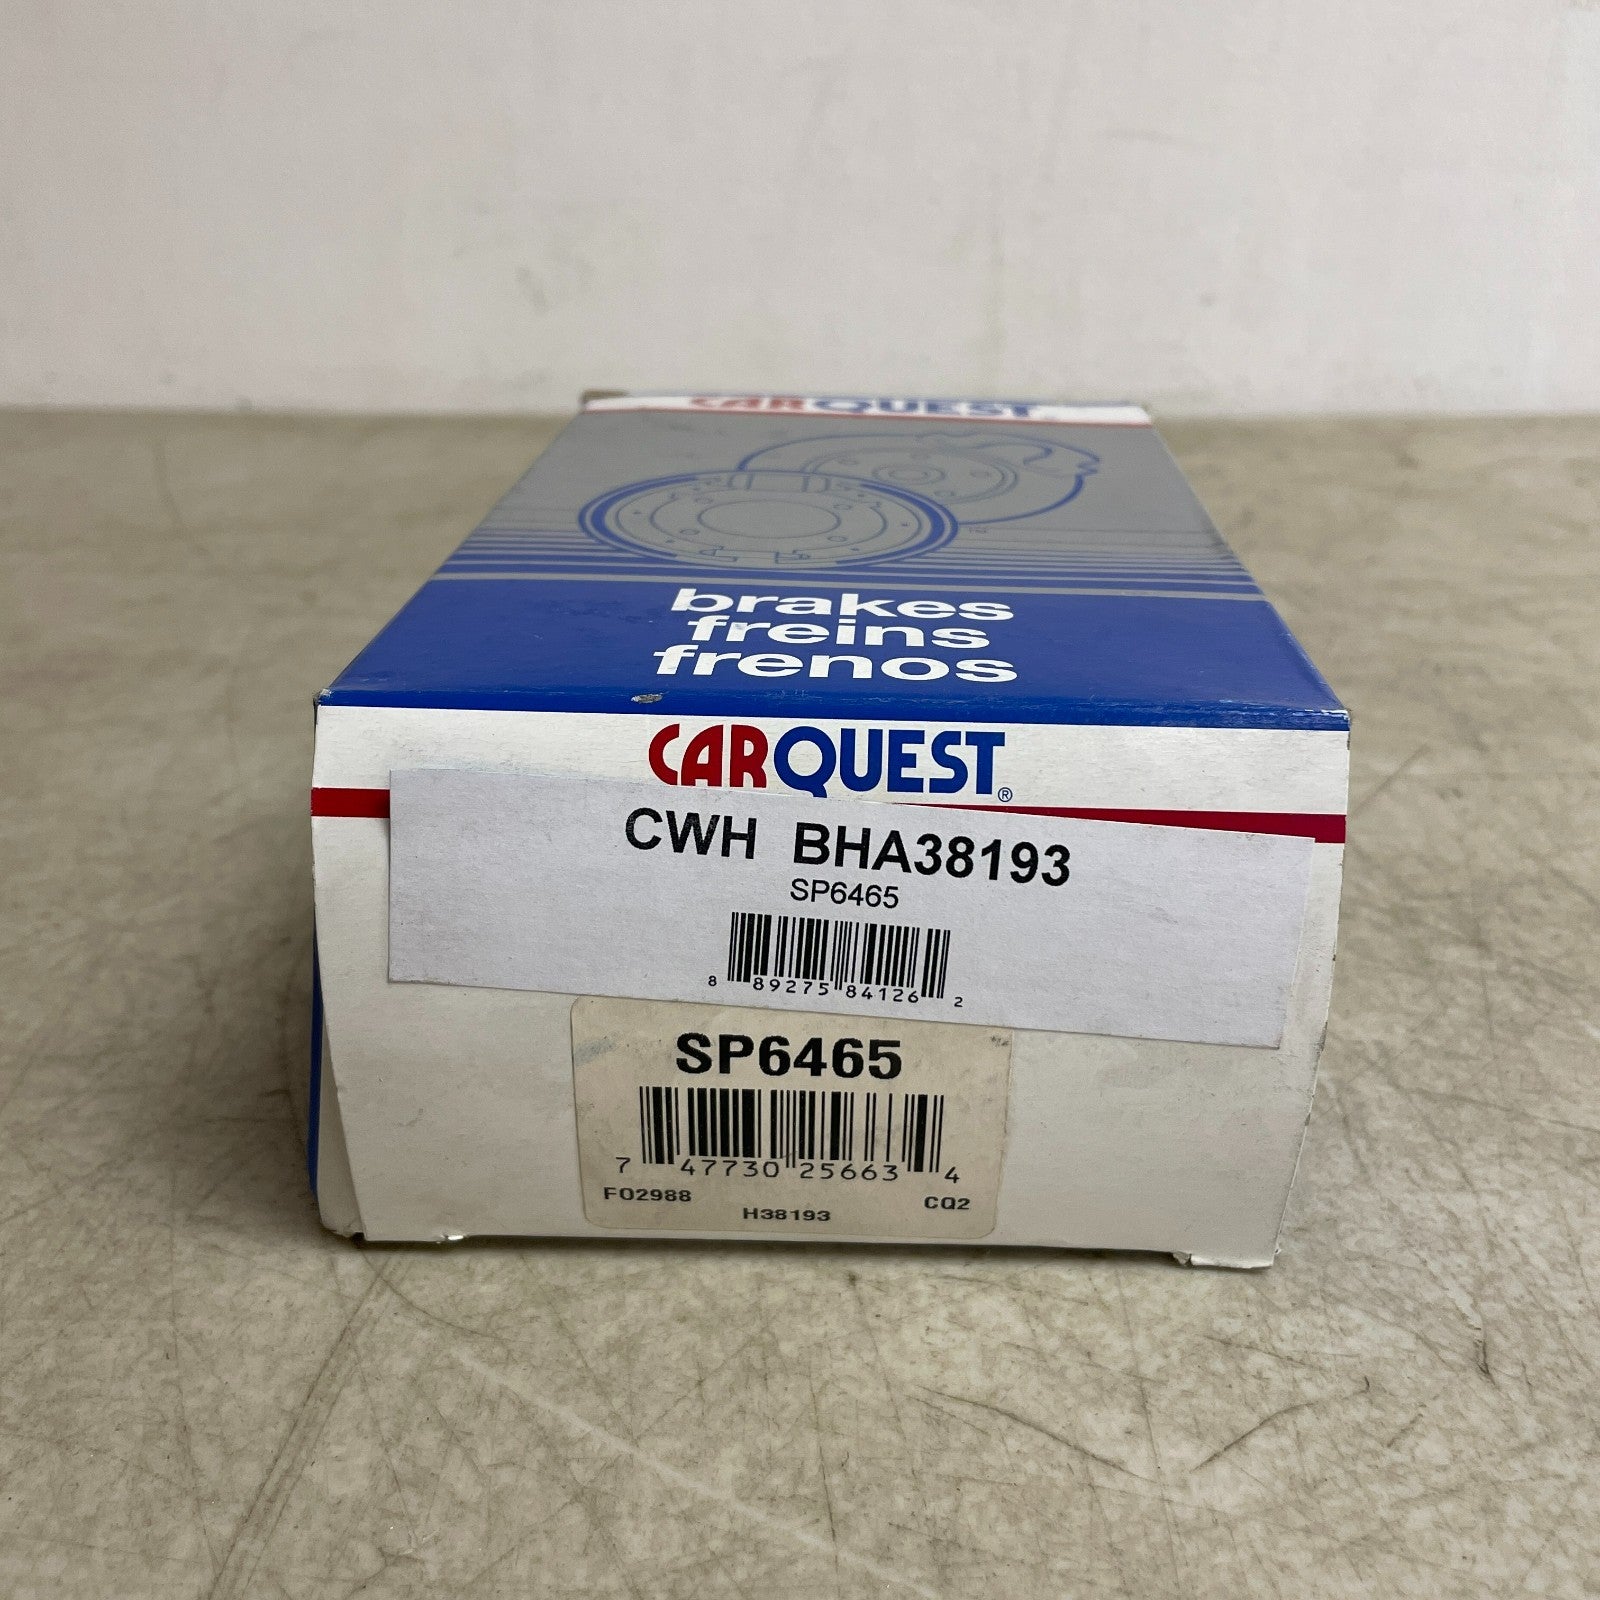 CARQUEST
brakes
freins
frenos
CARQUEST®
CWH BHA38193
SP6465
8 89275 84126 2
SP6465
7 47730 25663 4
F02988 CQ2
H38193